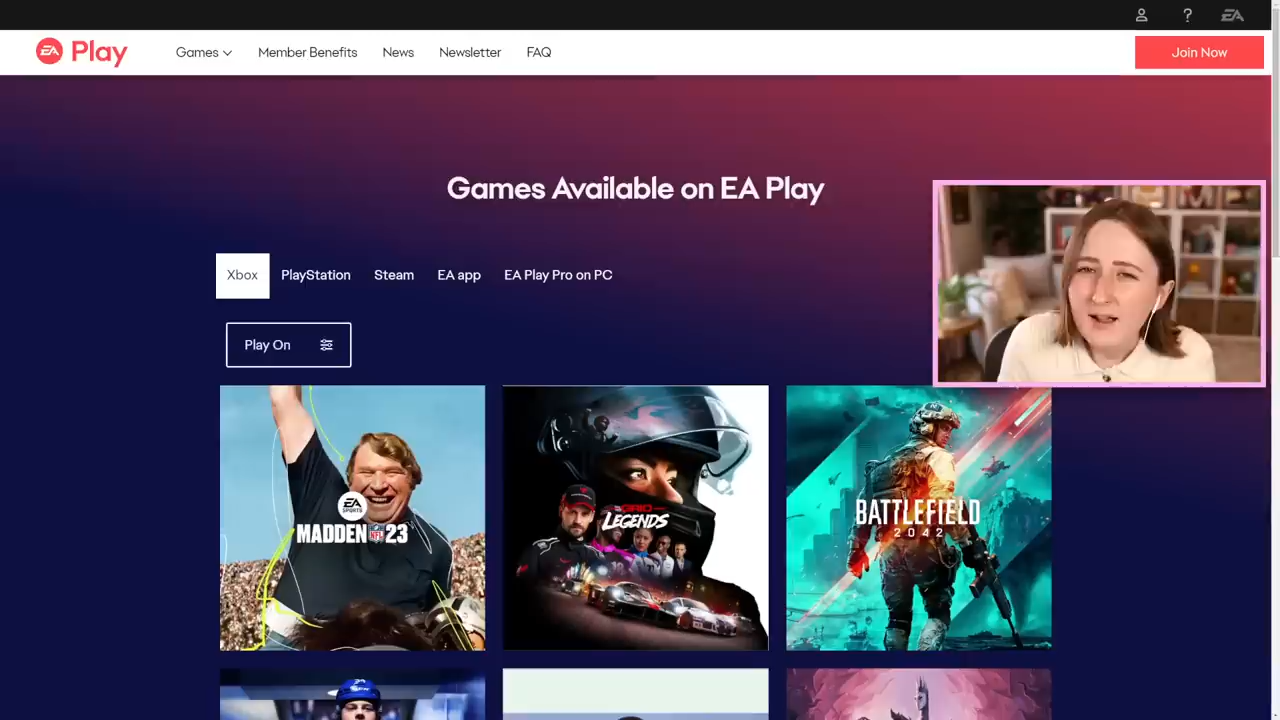 EA Play
Games
Member Benefits
News
Newsletter
FAQ
?
EA
Join Now
Games Available on EA Play
Xbox
PlayStation
Steam
EA app
EA Play Pro on PC
Play On
EA
SPORTS
MADDEN NFL 23
GRID
LEGENDS
BATTLEFIELD
2042